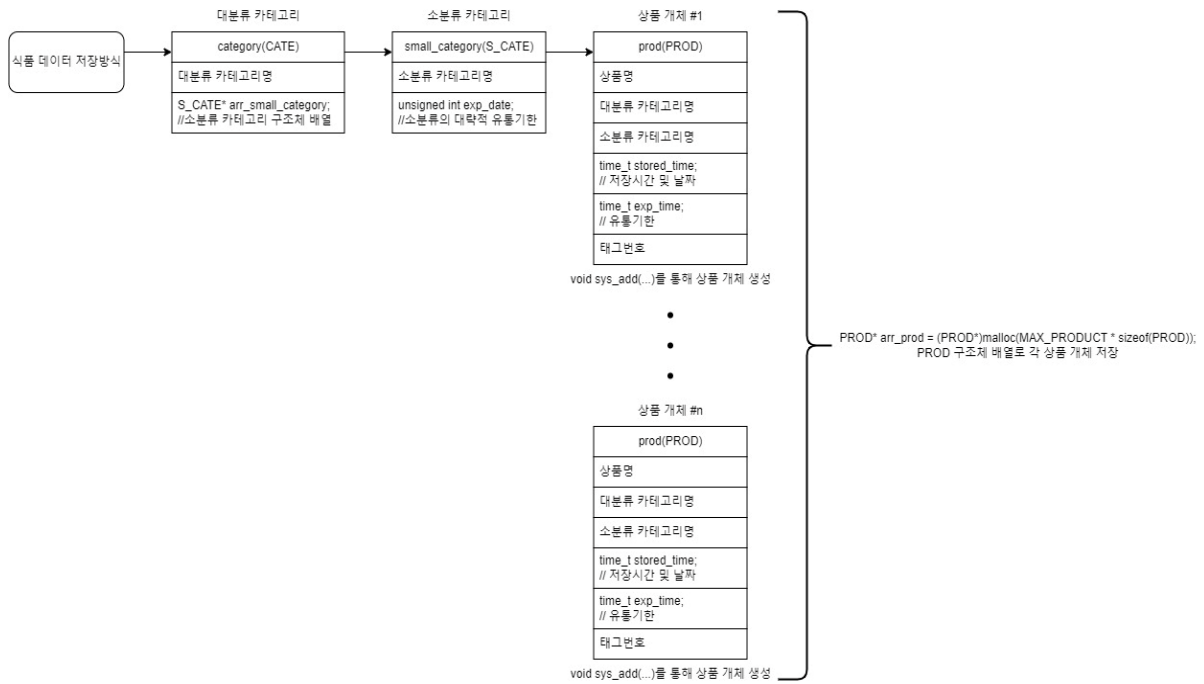 식품 데이터 저장방식
대분류 카테고리
category(CATE)
대분류 카테고리명
S_CATE* arr_small_category;
//소분류 카테고리 구조체 배열
소분류 카테고리
small_category(S_CATE)
소분류 카테고리명
unsigned int exp_date;
//소분류의 대략적 유통기한
상품 개체 #1
prod(PROD)
상품명
대분류 카테고리명
소분류 카테고리명
time_t stored_time;
// 저장시간 및 날짜
time_t exp_time;
// 유통기한
태그번호
void sys_add(...)를 통해 상품 개체 생성
상품 개체 #n
prod(PROD)
상품명
대분류 카테고리명
소분류 카테고리명
time_t stored_time;
// 저장시간 및 날짜
time_t exp_time;
// 유통기한
태그번호
void sys_add(...)를 통해 상품 개체 생성
PROD* arr_prod = (PROD*)malloc(MAX_PRODUCT * sizeof(PROD));
PROD 구조체 배열로 각 상품 개체 저장